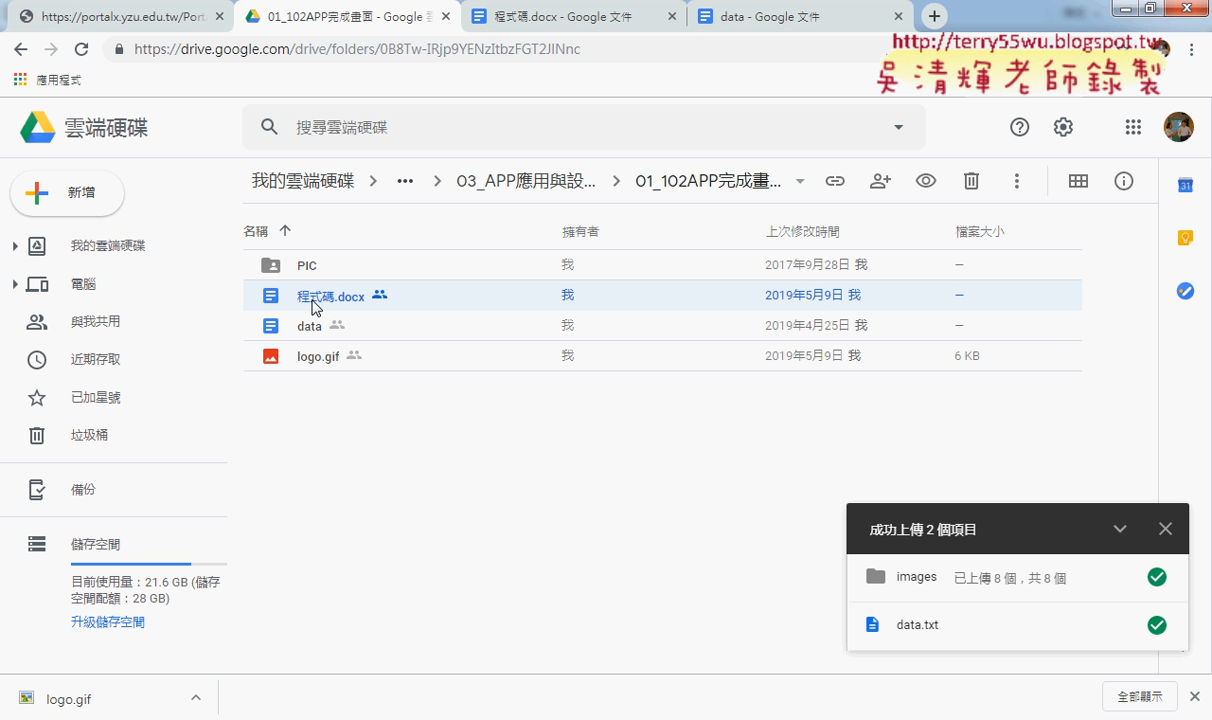 https://portalx.yzu.edu.tw/Port
01_102APP完成畫面 - Google 雲
程式碼.docx - Google 文件
data - Google 文件
https://drive.google.com/drive/folders/0B8Tw-IRjp9YENzItbzFGT2JINnc
http://terry55wu.blogspot.tw
應用程式
吳清輝老師錄製
雲端硬碟
搜尋雲端硬碟
新增
我的雲端硬碟
03_APP應用與設...
01_102APP完成畫...
名稱
擁有者
上次修改時間
檔案大小
我的雲端硬碟
PIC
我
2017年9月28日 我
—
電腦
程式碼.docx
我
2019年5月9日 我
—
與我共用
data
我
2019年4月25日 我
—
近期存取
logo.gif
我
2019年5月9日 我
6 KB
已加星號
垃圾桶
備份
儲存空間
目前使用量：21.6 GB (儲存
空間配額：28 GB)
升級儲存空間
成功上傳 2 個項目
images
已上傳 8 個，共 8 個
data.txt
logo.gif
全部顯示
31